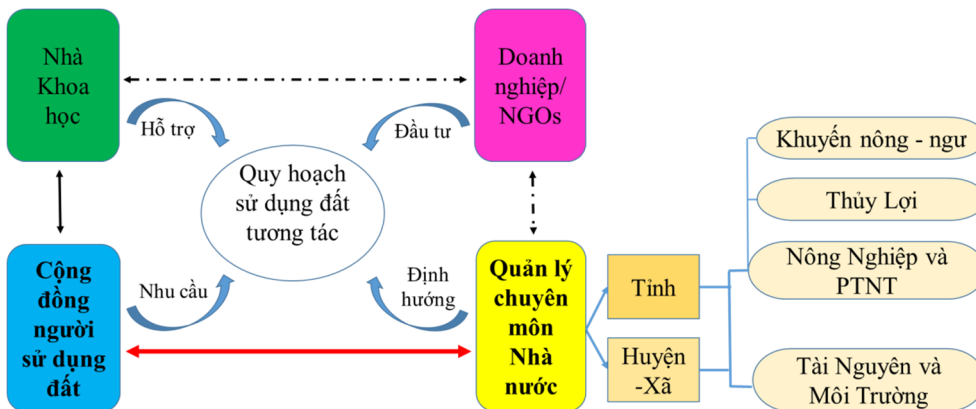 Nhà
Khoa
học
Doanh
nghiệp/
NGOs
Hỗ trợ
Đầu tư
Quy hoạch
sử dụng đất
tương tác
Khuyến nông - ngư
Thủy Lợi
Nông Nghiệp và
PTNT
Tài Nguyên và
Môi Trường
Cộng
đồng
người
sử dụng
đất
Nhu cầu
Định
hướng
Quản lý
chuyên
môn
Nhà
nước
Tỉnh
Huyện
-Xã